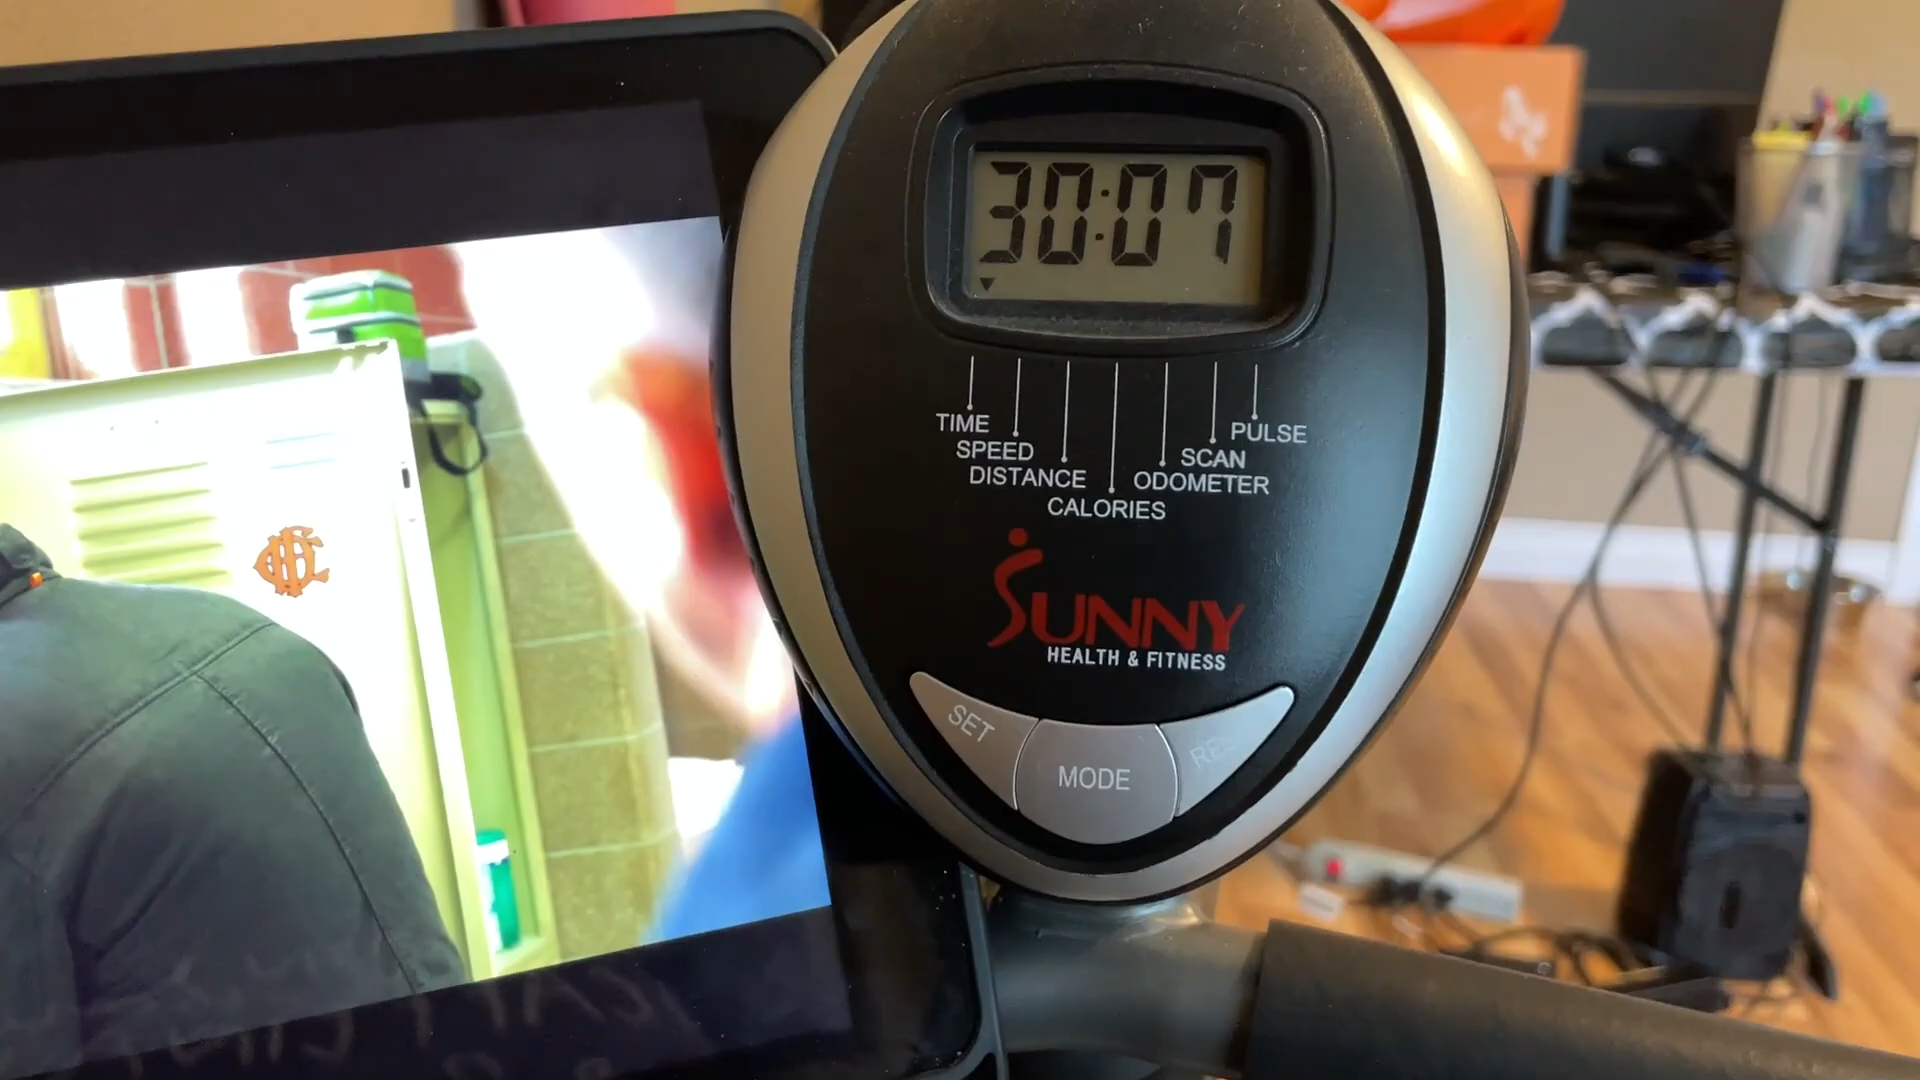 30:07
TIME
SPEED
DISTANCE
CALORIES
ODOMETER
SCAN
PULSE
SUNNY
HEALTH & FITNESS
SET
MODE